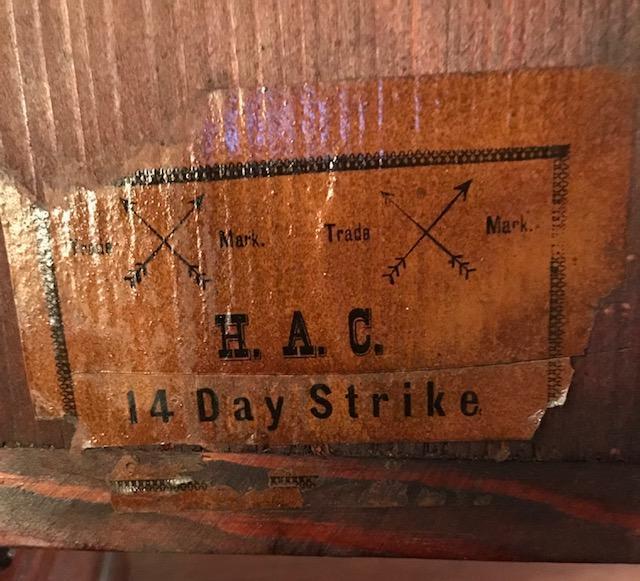 Trade Mark. Trade Mark.
H. A. C.
14 Day Strike